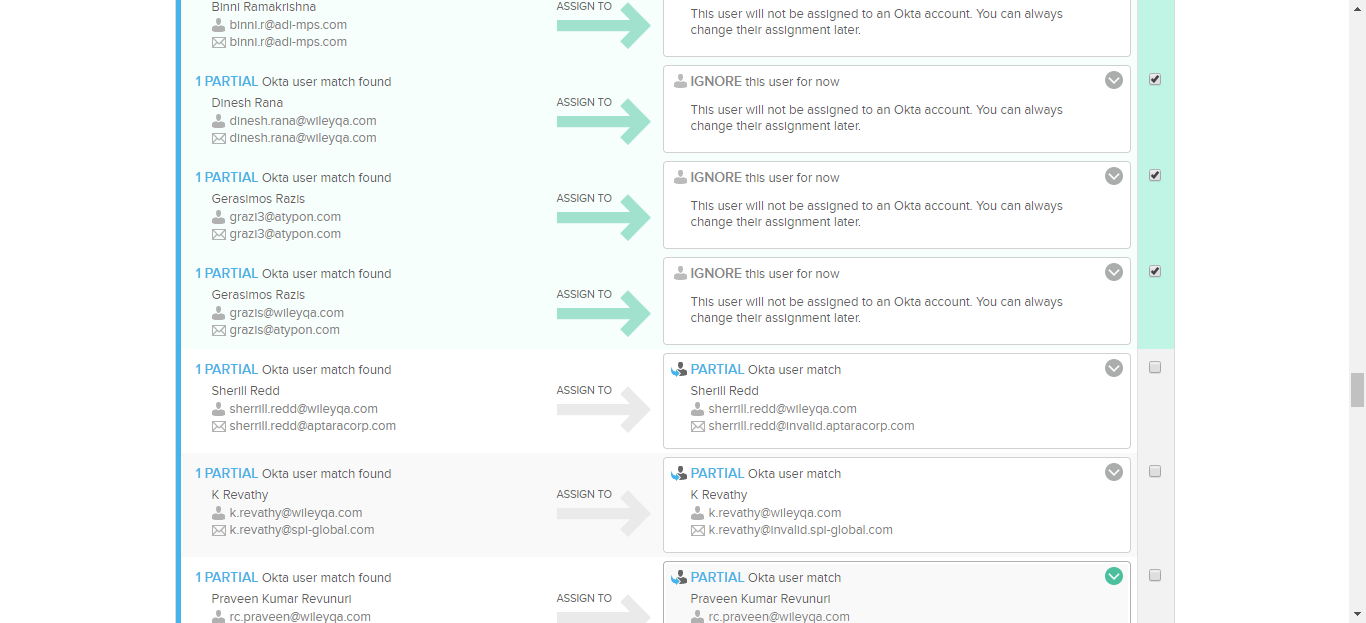 Binni Ramakrishna
binni.r@adi-mps.com
binni.r@adi-mps.com
ASSIGN TO
This user will not be assigned to an Okta account. You can always
change their assignment later.
1 PARTIAL Okta user match found
Dinesh Rana
dinesh.rana@wileyqa.com
dinesh.rana@wileyqa.com
ASSIGN TO
IGNORE this user for now
This user will not be assigned to an Okta account. You can always
change their assignment later.
1 PARTIAL Okta user match found
Gerasimos Razis
grazi3@atypon.com
grazi3@atypon.com
ASSIGN TO
IGNORE this user for now
This user will not be assigned to an Okta account. You can always
change their assignment later.
1 PARTIAL Okta user match found
Gerasimos Razis
grazis@wileyqa.com
grazis@atypon.com
ASSIGN TO
IGNORE this user for now
This user will not be assigned to an Okta account. You can always
change their assignment later.
1 PARTIAL Okta user match found
Sherill Redd
sherrill.redd@wileyqa.com
sherrill.redd@aptaracorp.com
ASSIGN TO
PARTIAL Okta user match
Sherill Redd
sherrill.redd@wileyqa.com
sherrill.redd@invalid.aptaracorp.com
1 PARTIAL Okta user match found
K Revathy
k.revathy@wileyqa.com
k.revathy@spi-global.com
ASSIGN TO
PARTIAL Okta user match
K Revathy
k.revathy@wileyqa.com
k.revathy@invalid.spi-global.com
1 PARTIAL Okta user match found
Praveen Kumar Revunuri
rc.praveen@wileyqa.com
ASSIGN TO
PARTIAL Okta user match
Praveen Kumar Revunuri
rc.praveen@wileyqa.com